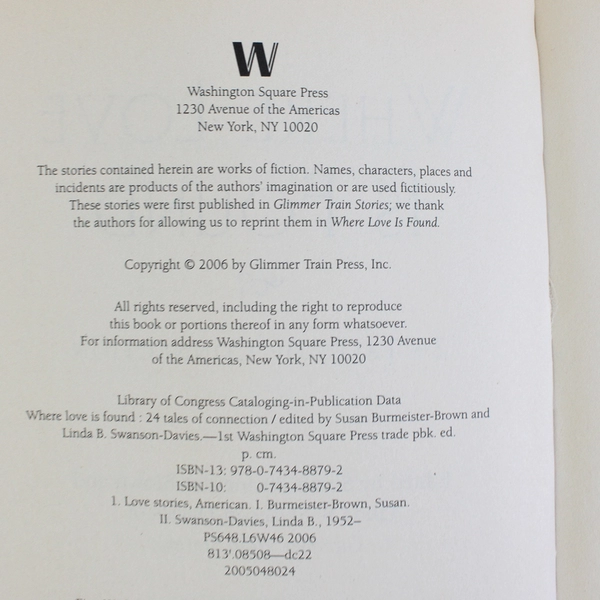 W
Washington Square Press
1230 Avenue of the Americas
New York, NY 10020
The stories contained herein are works of fiction. Names, characters, places and
incidents are products of the authors' imagination or are used fictitiously.
These stories were first published in Glimmer Train Stories; we thank
the authors for allowing us to reprint them in Where Love Is Found.
Copyright © 2006 by Glimmer Train Press, Inc.
All rights reserved, including the right to reproduce
this book or portions thereof in any form whatsoever.
For information address Washington Square Press, 1230 Avenue
of the Americas, New York, NY 10020
Library of Congress Cataloging-in-Publication Data
Where love is found : 24 tales of connection / edited by Susan Burmeister-Brown and
Linda B. Swanson-Davies.—1st Washington Square Press trade pbk. ed.
p. cm.
ISBN-13: 978-0-7434-8879-2
ISBN-10: 0-7434-8879-2
1. Love stories, American. I. Burmeister-Brown, Susan.
II. Swanson-Davies, Linda B., 1952–
PS648.L6W46 2006
813'.08508—dc22
2005048024